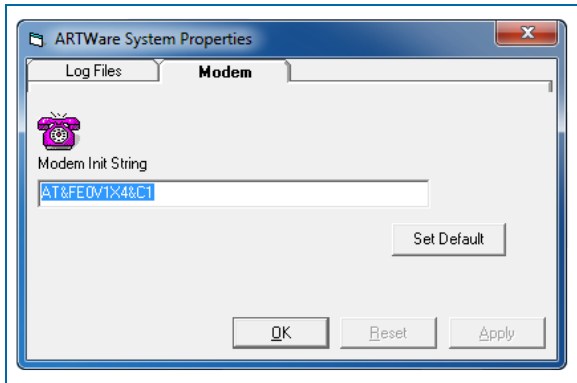 ARTWare System Properties
Log Files Modem
Modem Init String
AT&FE0V1X4&C1
Set Default
OK Reset Apply